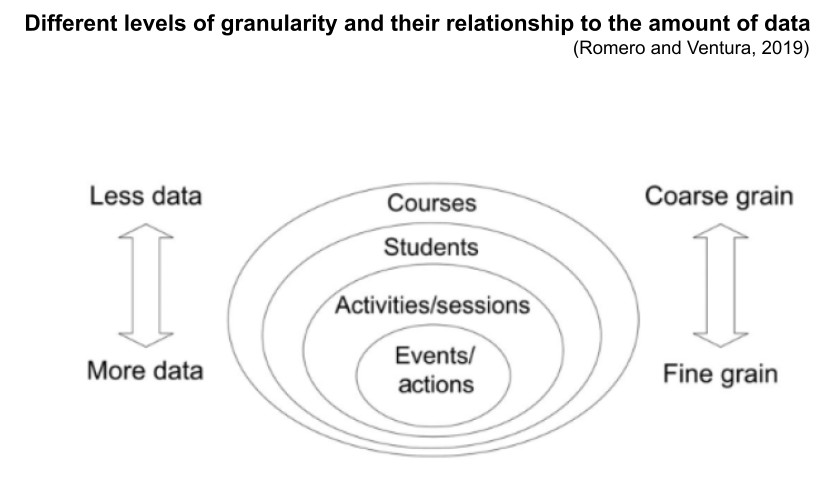 Different levels of granularity and their relationship to the amount of data
(Romero and Ventura, 2019)
Less data
Courses
Coarse grain
Students
Activities/sessions
Events/
actions
More data
Fine grain